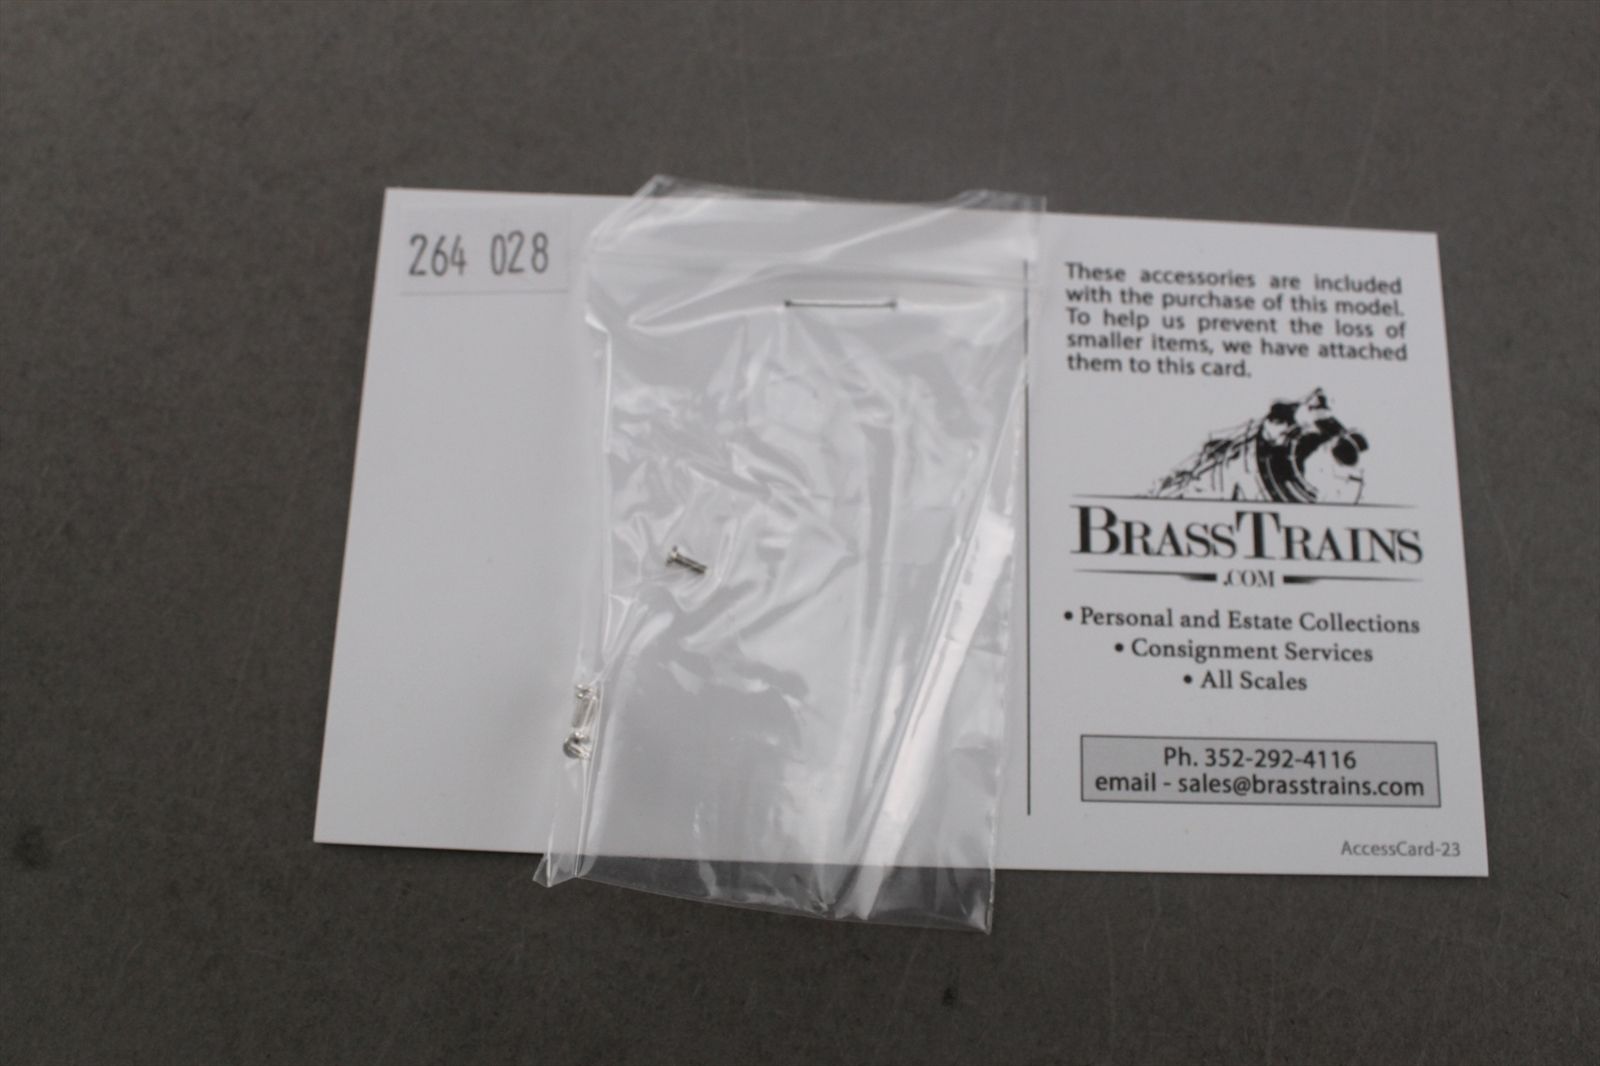 264 028
These accessories are included
with the purchase of this model.
To help us prevent the loss of
smaller items, we have attached
them to this card.
BRASSTRAINS
.COM
• Personal and Estate Collections
• Consignment Services
• All Scales
Ph. 352-292-4116
email - sales@brasstrains.com
AccessCard-23